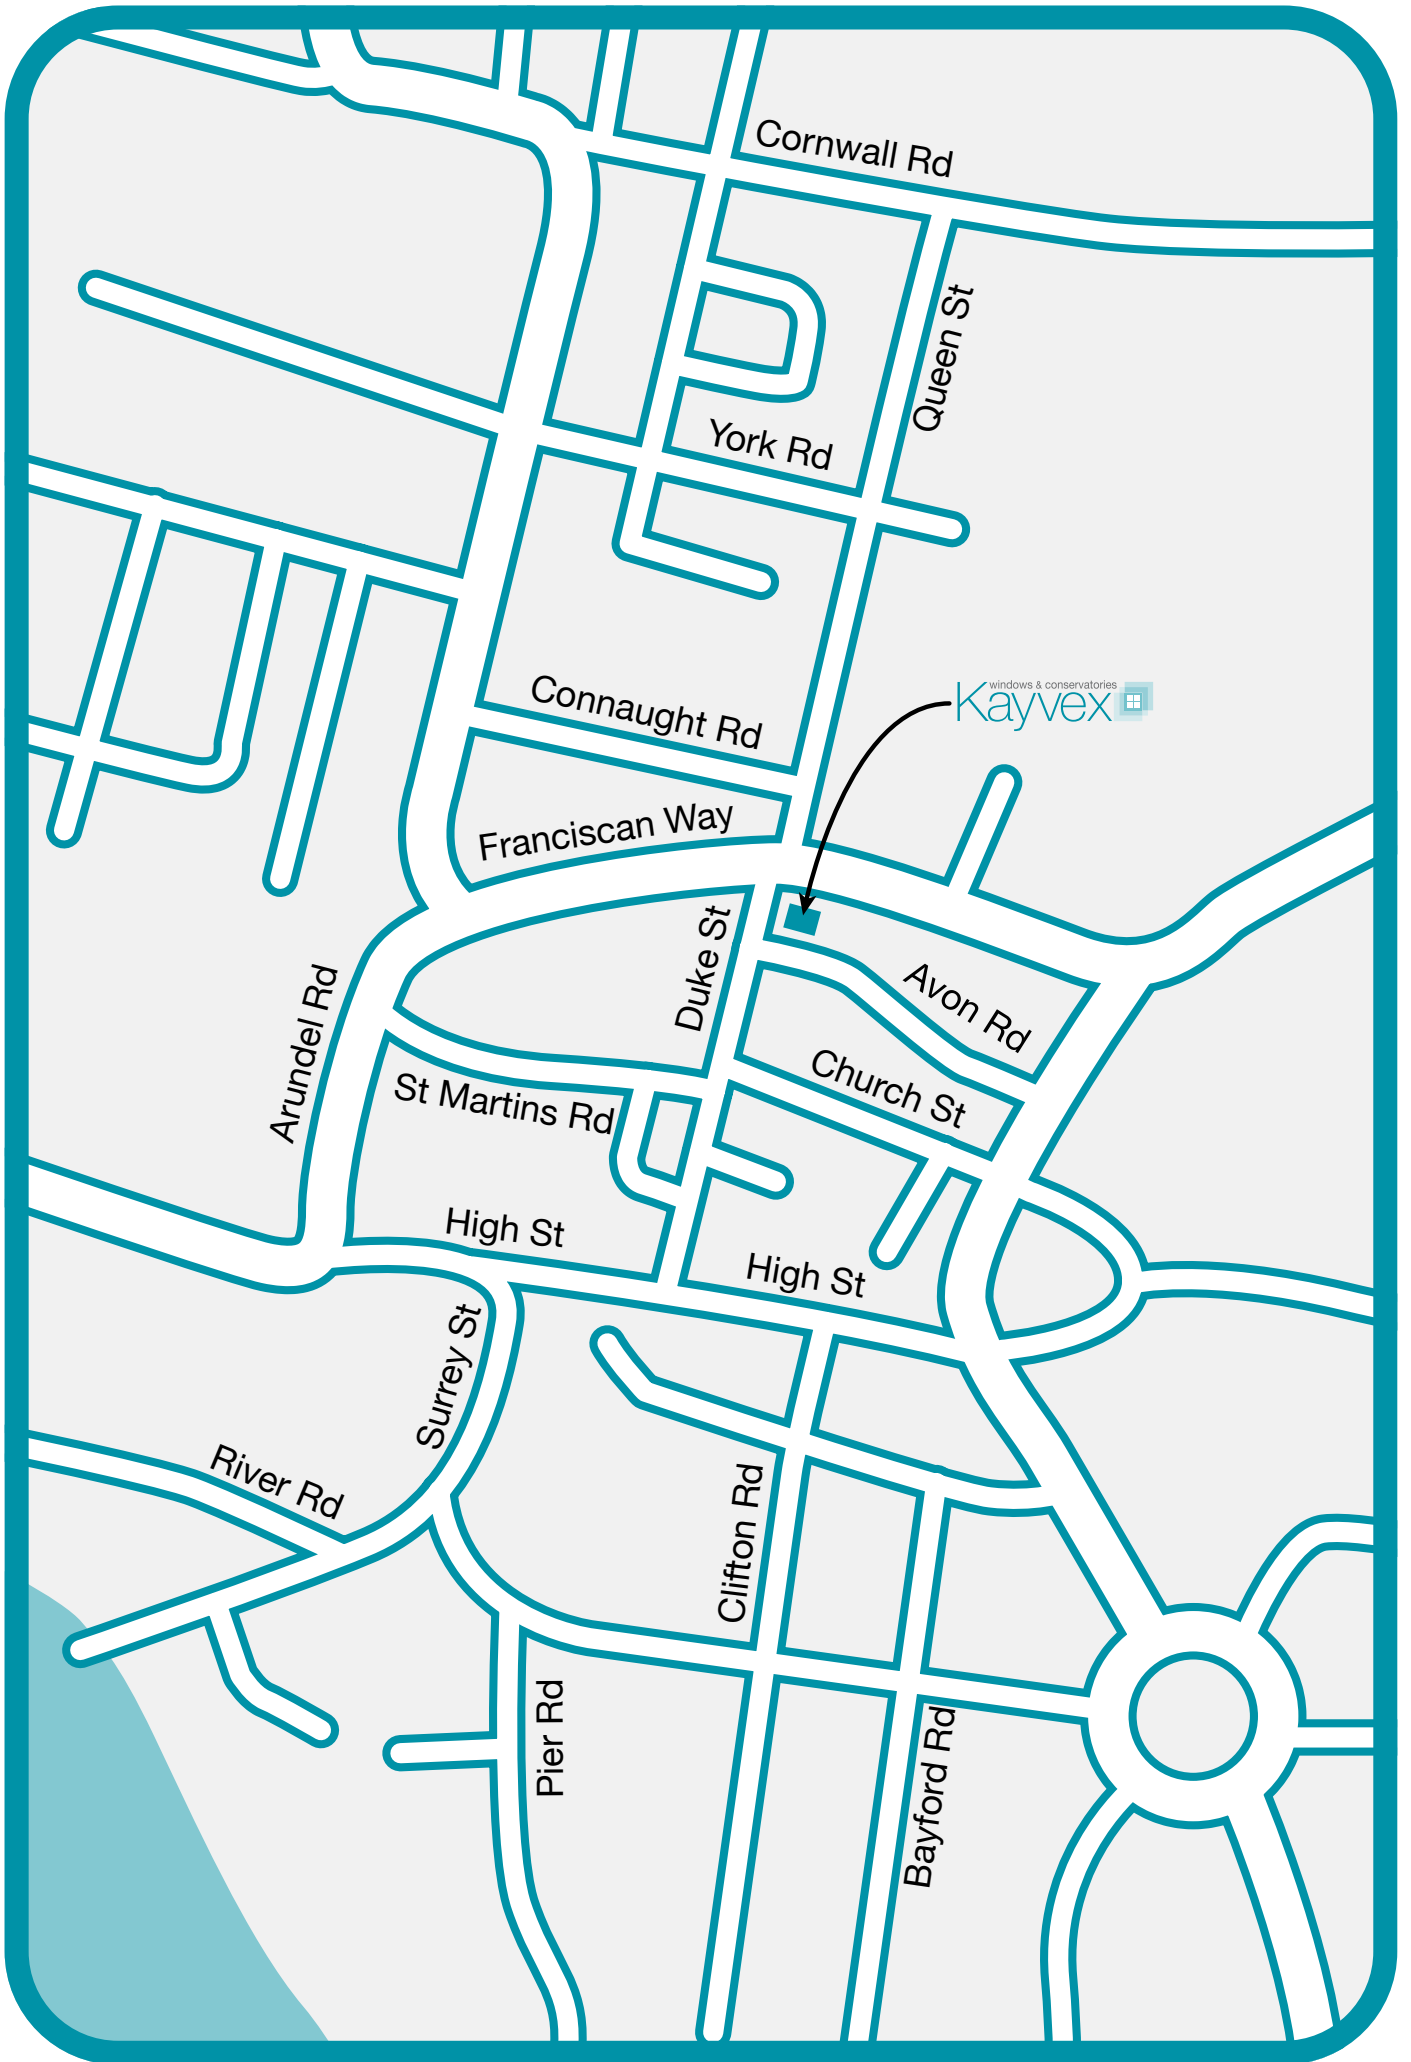 Cornwall Rd
Queen St
York Rd
Connaught Rd
windows & conservatories
Kayvex
Franciscan Way
Duke St
Avon Rd
Arundel Rd
Church St
St Martins Rd
High St
High St
Surrey St
River Rd
Clifton Rd
Pier Rd
Bayford Rd